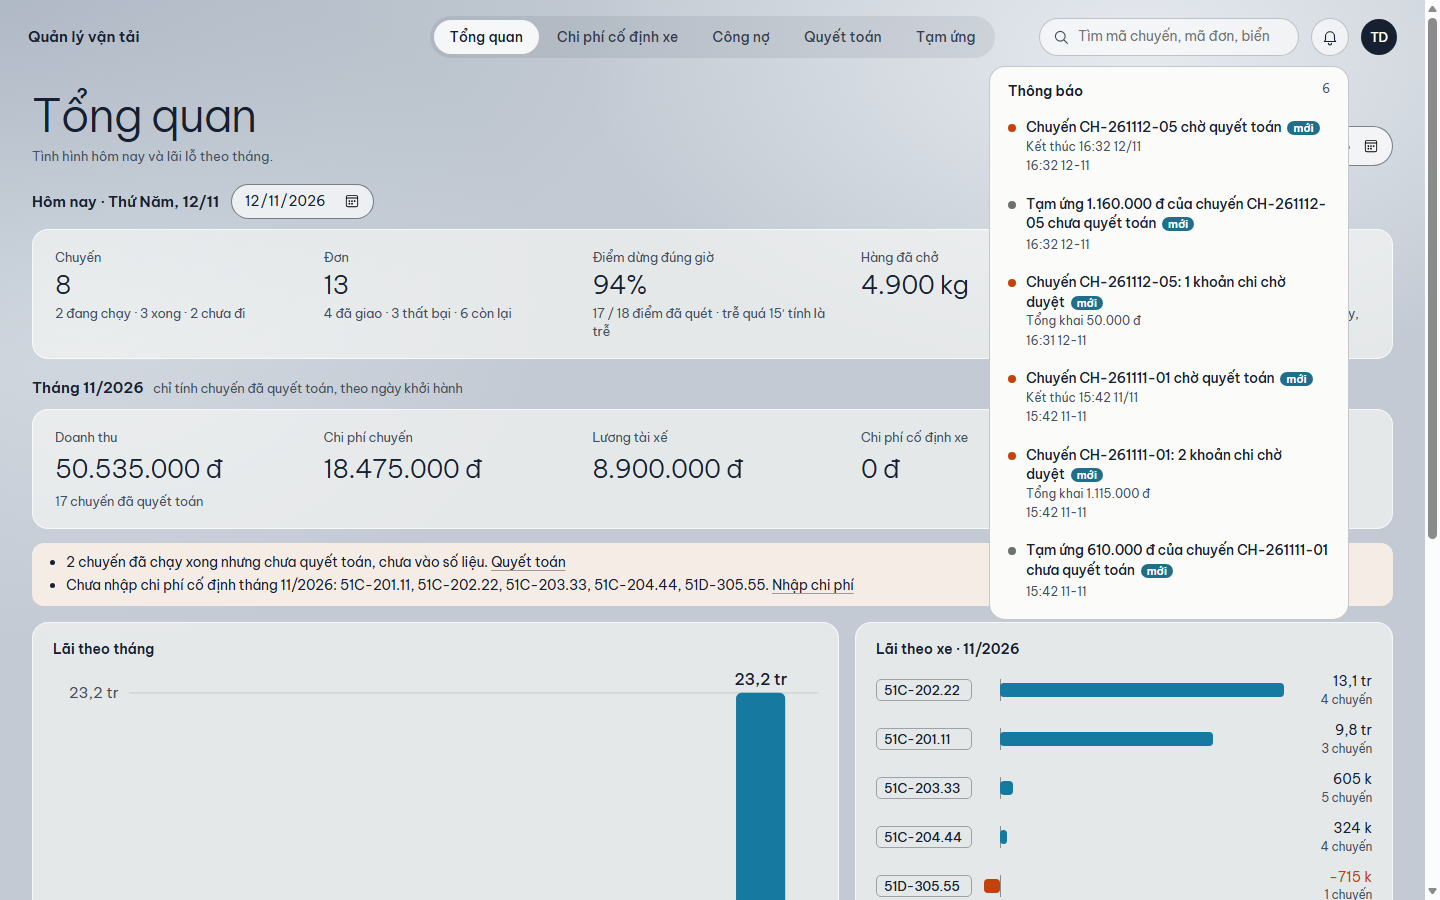 Quản lý vận tải
Tổng quan
Chi phí cố định xe
Công nợ
Quyết toán
Tạm ứng
Tìm mã chuyến, mã đơn, biển
TD
Tổng quan
Tình hình hôm nay và lãi lỗ theo tháng.
Hôm nay · Thứ Năm, 12/11
12/11/2026
Chuyến
8
2 đang chạy · 3 xong · 2 chưa đi
Đơn
13
4 đã giao · 3 thất bại · 6 còn lại
Điểm dừng đúng giờ
94%
17 / 18 điểm đã quét · trễ quá 15′ tính là
trễ
Hàng đã chở
4.900 kg
y,
Thông báo
6
Chuyến CH-261112-05 chờ quyết toán mới
Kết thúc 16:32 12/11
16:32 12-11
Tạm ứng 1.160.000 đ của chuyến CH-261112-
05 chưa quyết toán mới
16:32 12-11
Chuyến CH-261112-05: 1 khoản chi chờ
duyệt mới
Tổng khai 50.000 đ
16:31 12-11
Chuyến CH-261111-01 chờ quyết toán mới
Kết thúc 15:42 11/11
15:42 11-11
Chuyến CH-261111-01: 2 khoản chi chờ
duyệt mới
Tổng khai 1.115.000 đ
15:42 11-11
Tạm ứng 610.000 đ của chuyến CH-261111-01
chưa quyết toán mới
15:42 11-11
Tháng 11/2026 chỉ tính chuyến đã quyết toán, theo ngày khởi hành
Doanh thu
50.535.000 đ
17 chuyến đã quyết toán
Chi phí chuyến
18.475.000 đ
Lương tài xế
8.900.000 đ
Chi phí cố định xe
0 đ
2 chuyến đã chạy xong nhưng chưa quyết toán, chưa vào số liệu. Quyết toán
Chưa nhập chi phí cố định tháng 11/2026: 51C-201.11, 51C-202.22, 51C-203.33, 51C-204.44, 51D-305.55. Nhập chi phí
Lãi theo tháng
23,2 tr
23,2 tr
Lãi theo xe · 11/2026
51C-202.22
13,1 tr
4 chuyến
51C-201.11
9,8 tr
3 chuyến
51C-203.33
605 k
5 chuyến
51C-204.44
324 k
4 chuyến
51D-305.55
−715 k
1 chuyến